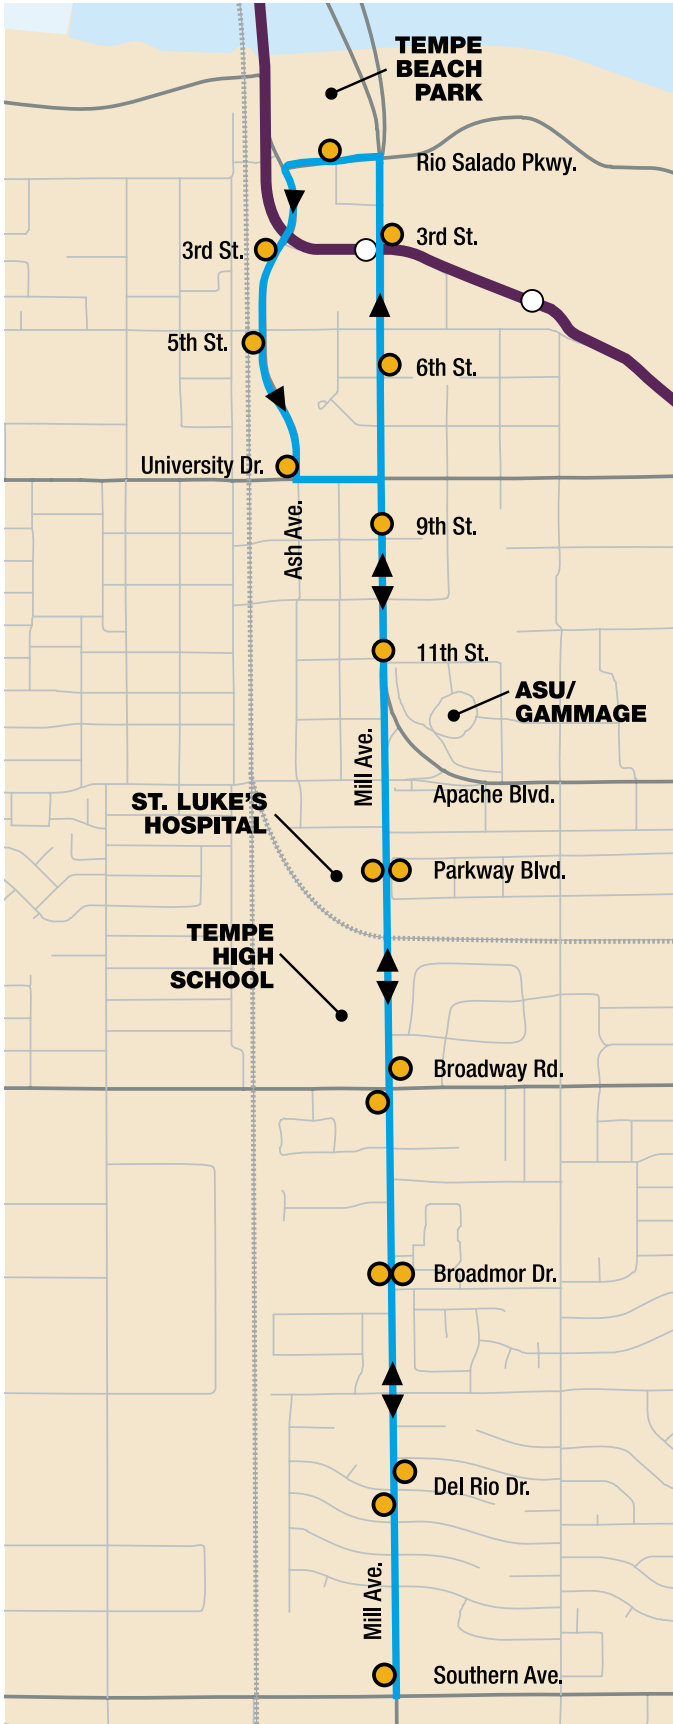 TEMPE
BEACH
PARK
Rio Salado Pkwy.
3rd St.
3rd St.
5th St.
6th St.
University Dr.
Ash Ave.
9th St.
11th St.
ASU/
GAMMAGE
Mill Ave.
Apache Blvd.
ST. LUKE'S
HOSPITAL
Parkway Blvd.
TEMPE
HIGH
SCHOOL
Broadway Rd.
Broadmor Dr.
Del Rio Dr.
Mill Ave.
Southern Ave.